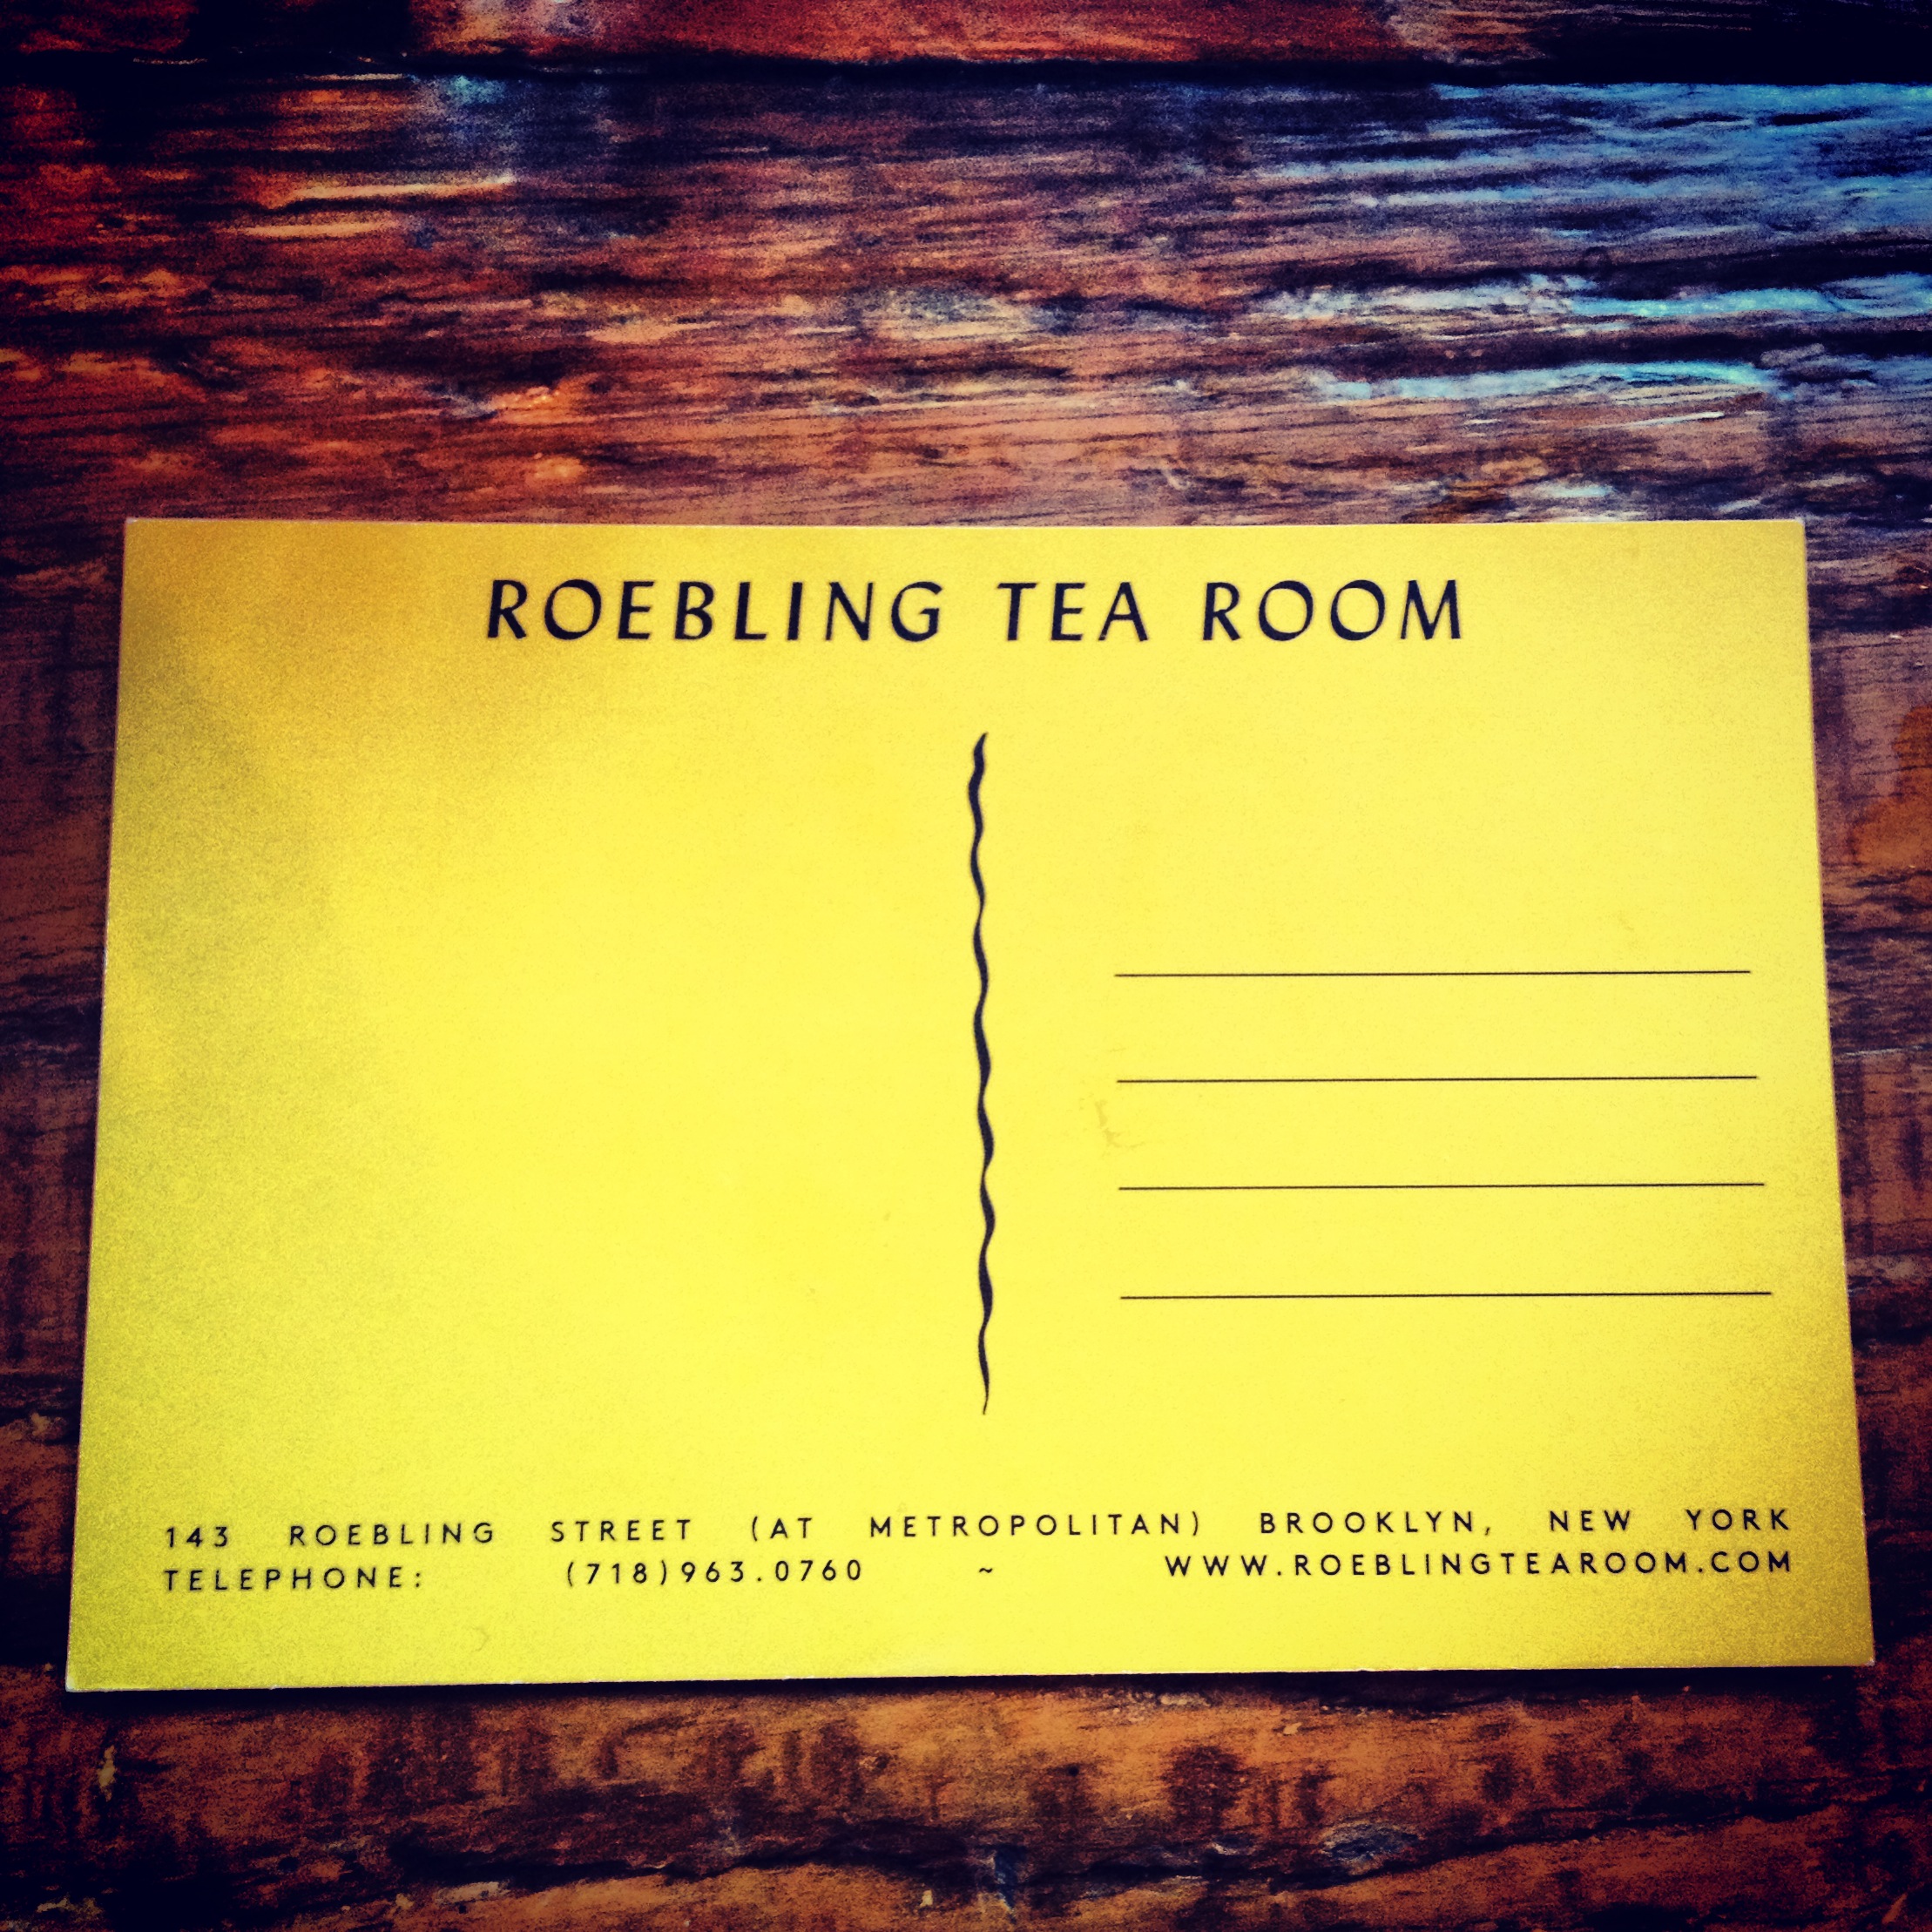 ROEBLING TEA ROOM
143 ROEBLING STREET (AT METROPOLITAN) BROOKLYN, NEW YORK
TELEPHONE: (718)963.0760 ~ WWW.ROEBLINGTEAROOM.COM